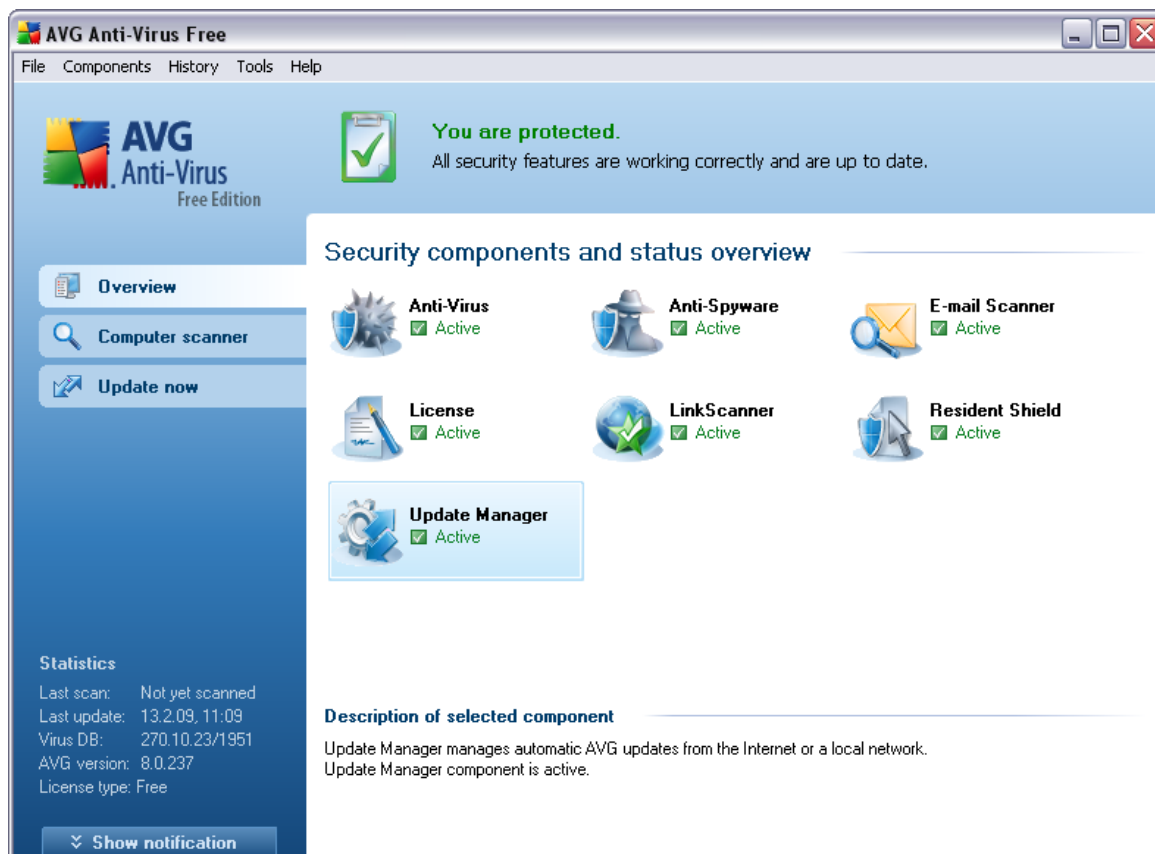 AVG Anti-Virus Free
File Components History Tools Help
AVG
Anti-Virus
Free Edition
You are protected.
All security features are working correctly and are up to date.
Overview
Computer scanner
Update now
Security components and status overview
Anti-Virus
Active
Anti-Spyware
Active
E-mail Scanner
Active
License
Active
LinkScanner
Active
Resident Shield
Active
Update Manager
Active
Statistics
Last scan: Not yet scanned
Last update: 13.2.09, 11:09
Virus DB: 270.10.23/1951
AVG version: 8.0.237
License type: Free
Show notification
Description of selected component
Update Manager manages automatic AVG updates from the Internet or a local network.
Update Manager component is active.